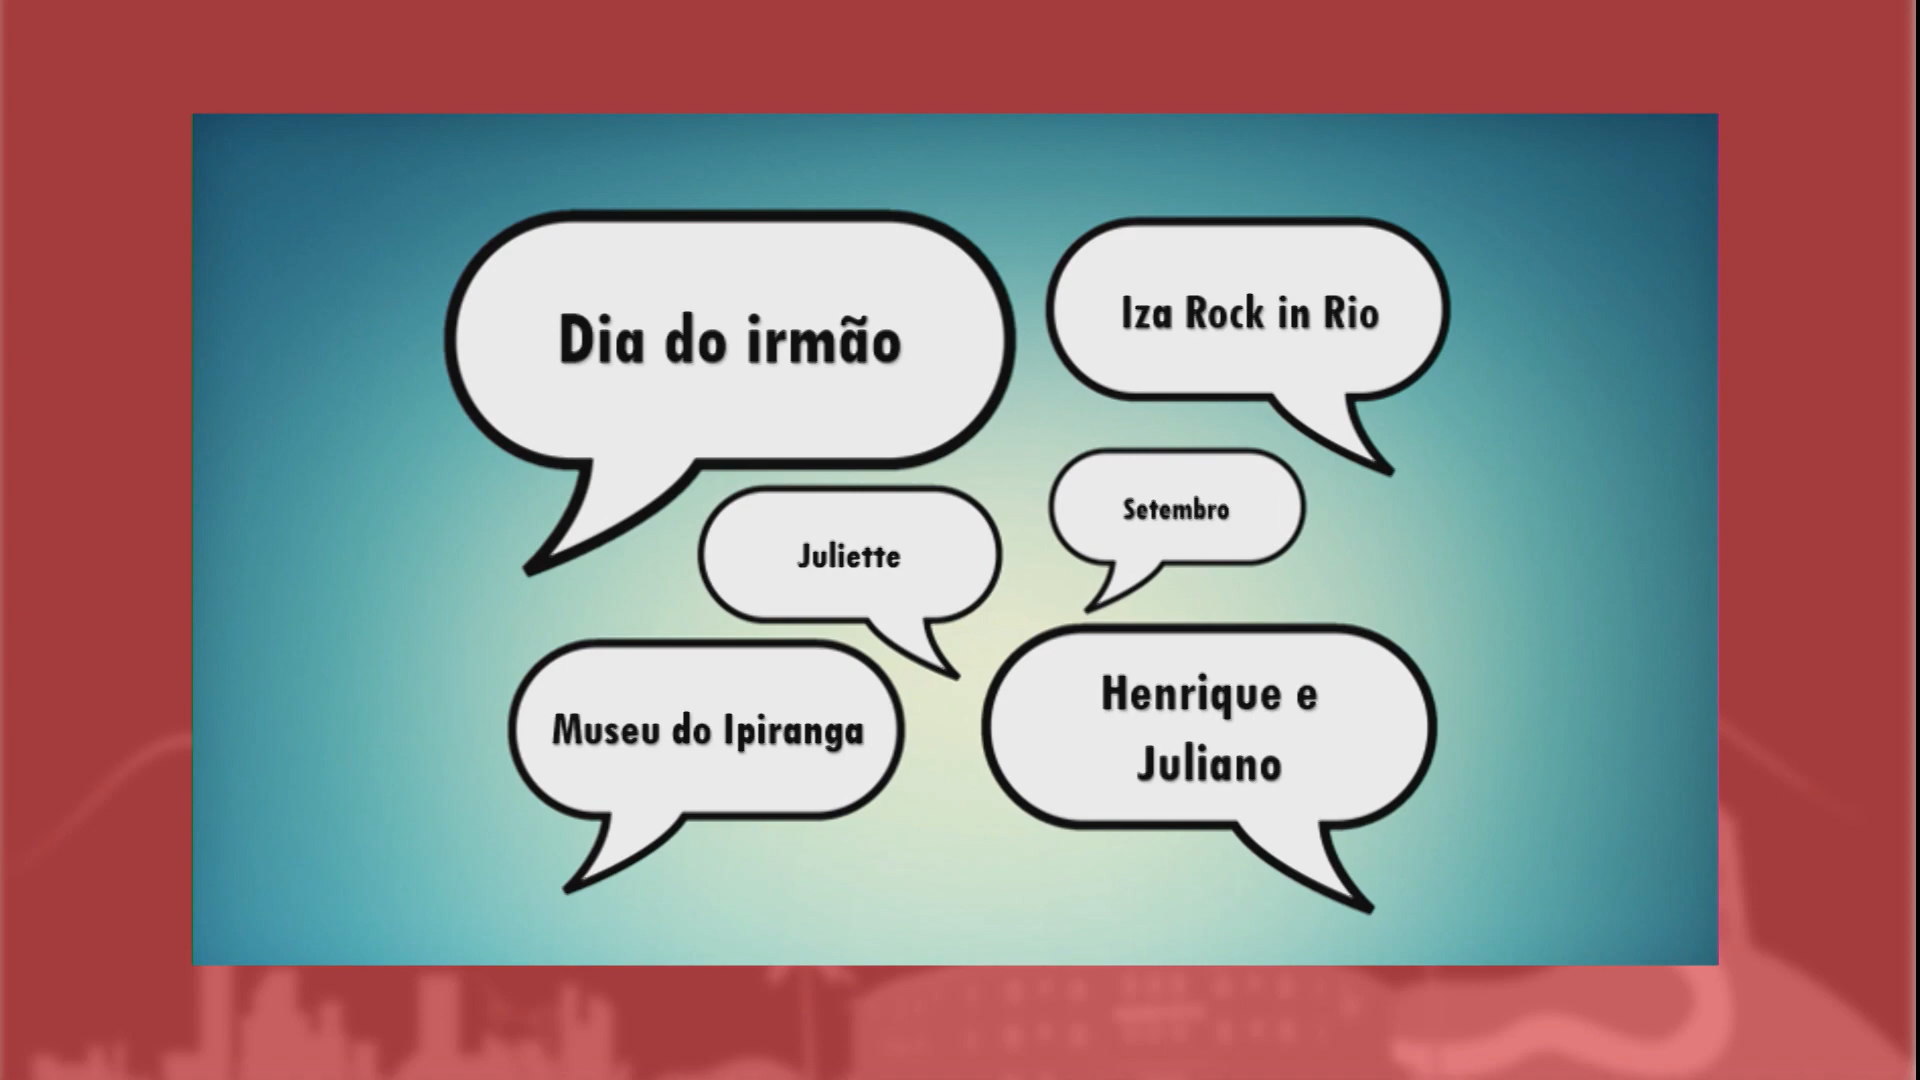 Dia do irmão
Iza Rock in Rio
Setembro
Juliette
Museu do Ipiranga
Henrique e
Juliano